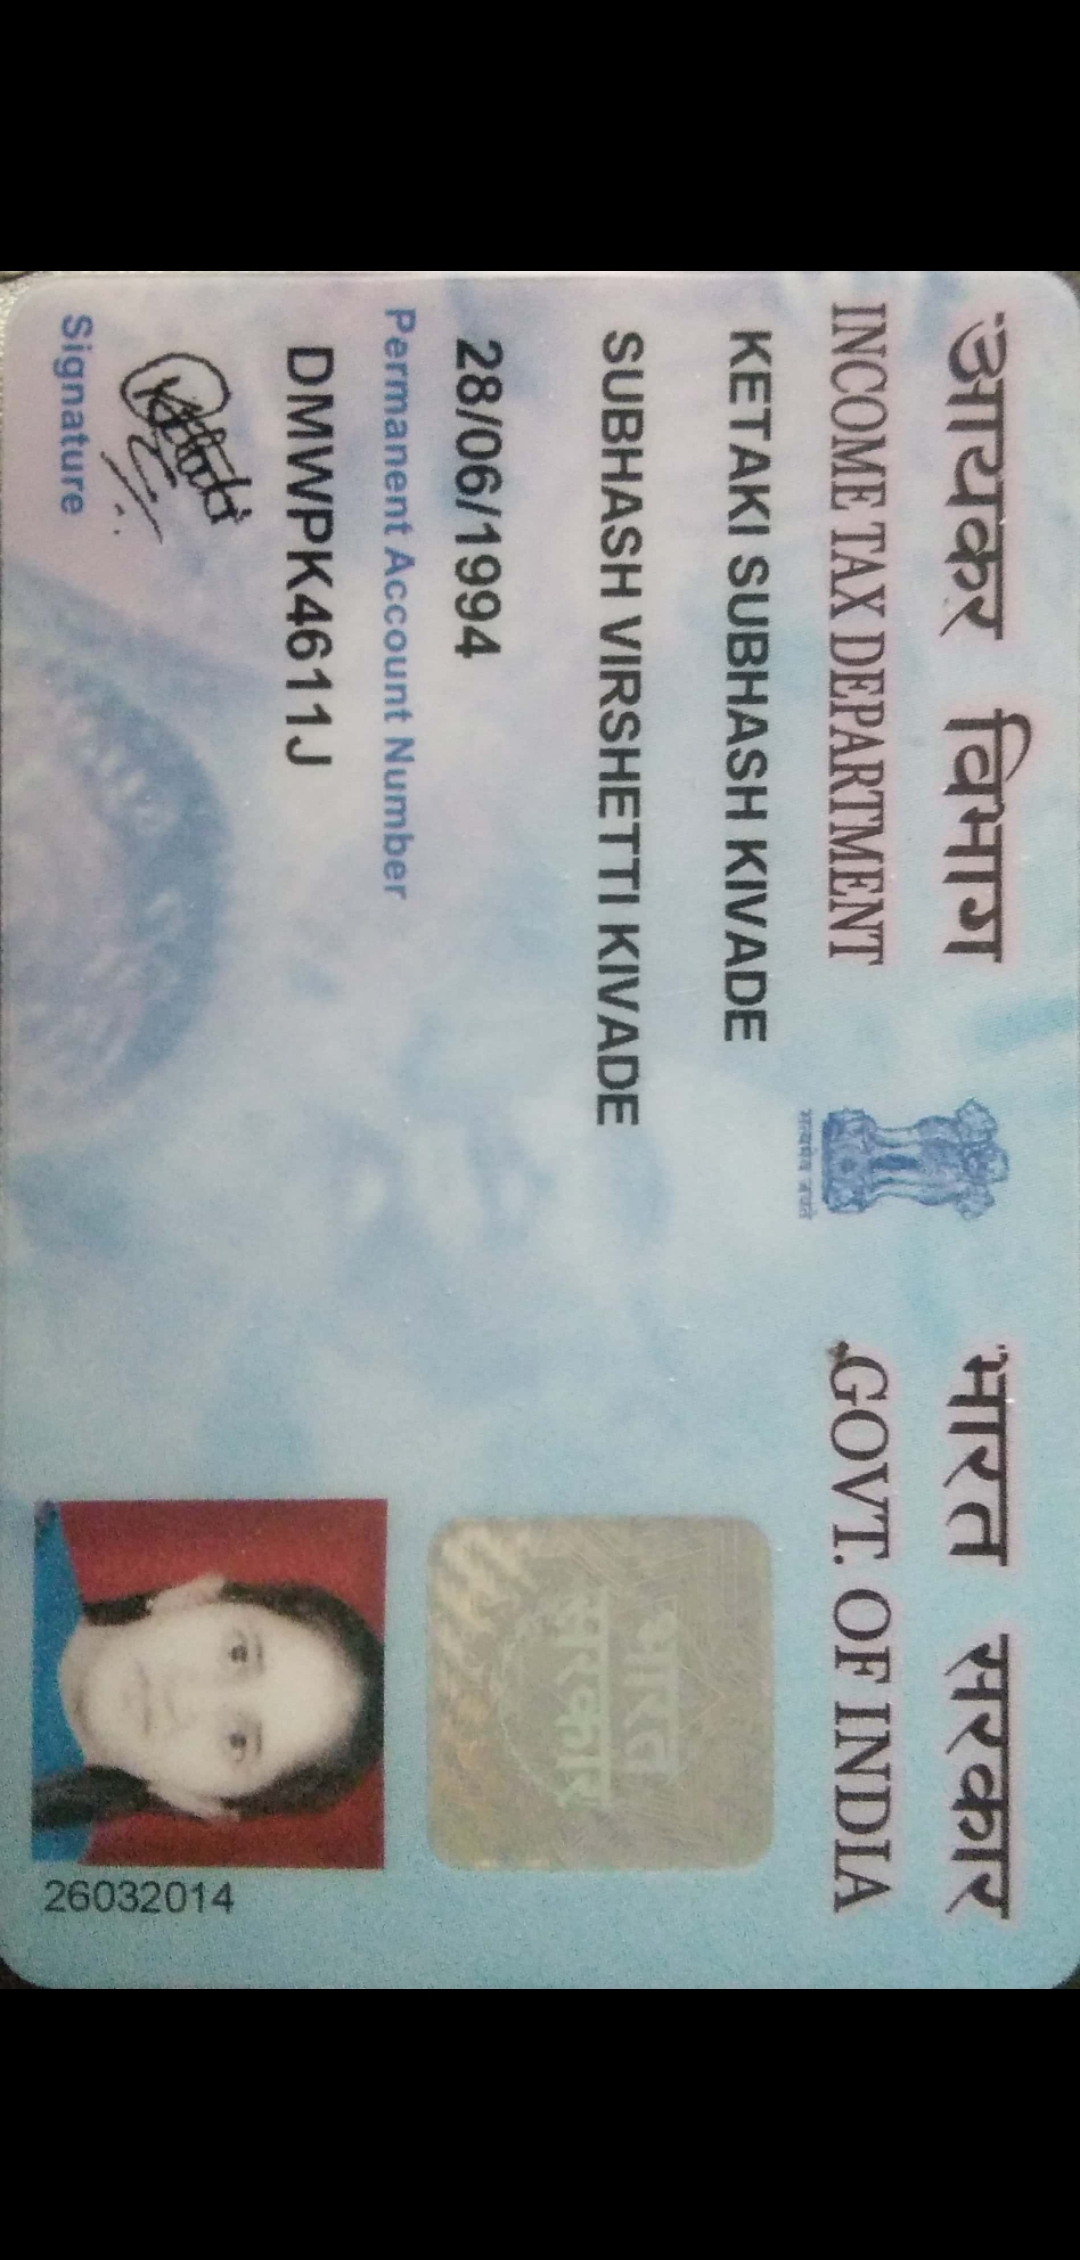 आयकर विभाग
INCOME TAX DEPARTMENT
सत्यमेव जयते
भारत सरकार
GOVT. OF INDIA
KETAKI SUBHASH KIVADE
SUBHASH VIRSHETTI KIVADE
28/06/1994
Permanent Account Number
DMWPK4611J
Signature
भारत
सरकार
26032014